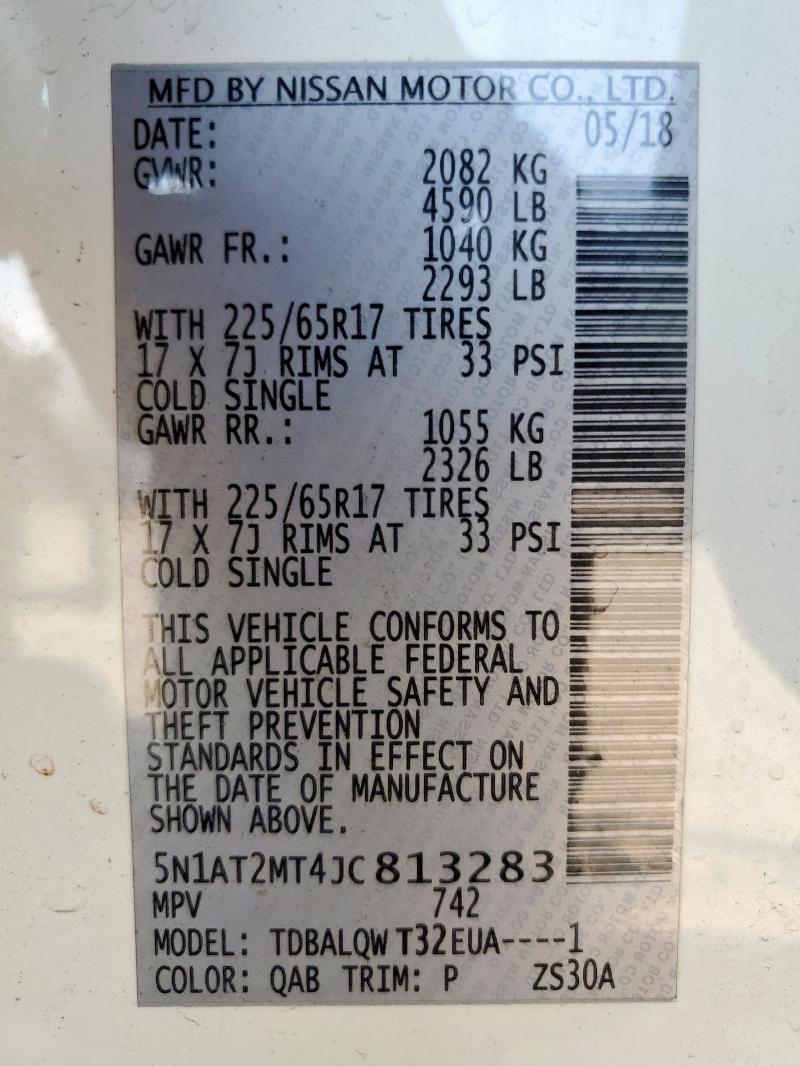 MFD BY NISSAN MOTOR CO., LTD.
DATE: 05/18
GVWR: 2082 KG
4590 LB
GAWR FR.: 1040 KG
2293 LB
WITH 225/65R17 TIRES
17 X 7J RIMS AT 33 PSI
COLD SINGLE
GAWR RR.: 1055 KG
2326 LB
WITH 225/65R17 TIRES
17 X 7J RIMS AT 33 PSI
COLD SINGLE
THIS VEHICLE CONFORMS TO
ALL APPLICABLE FEDERAL
MOTOR VEHICLE SAFETY AND
THEFT PREVENTION
STANDARDS IN EFFECT ON
THE DATE OF MANUFACTURE
SHOWN ABOVE.
5N1AT2MT4JC813283
MPV 742
MODEL: TDBALQW T32EUA----1
COLOR: QAB TRIM: P ZS30A